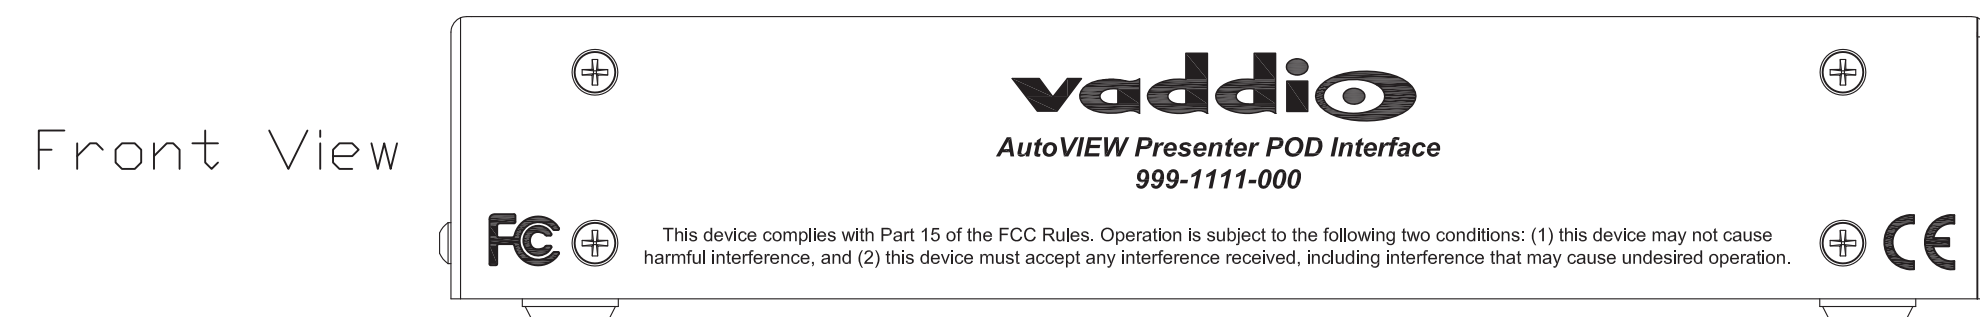 Front View
vaddio
AutoVIEW Presenter POD Interface
999-1111-000
FC
This device complies with Part 15 of the FCC Rules. Operation is subject to the following two conditions: (1) this device may not cause
harmful interference, and (2) this device must accept any interference received, including interference that may cause undesired operation.
CE